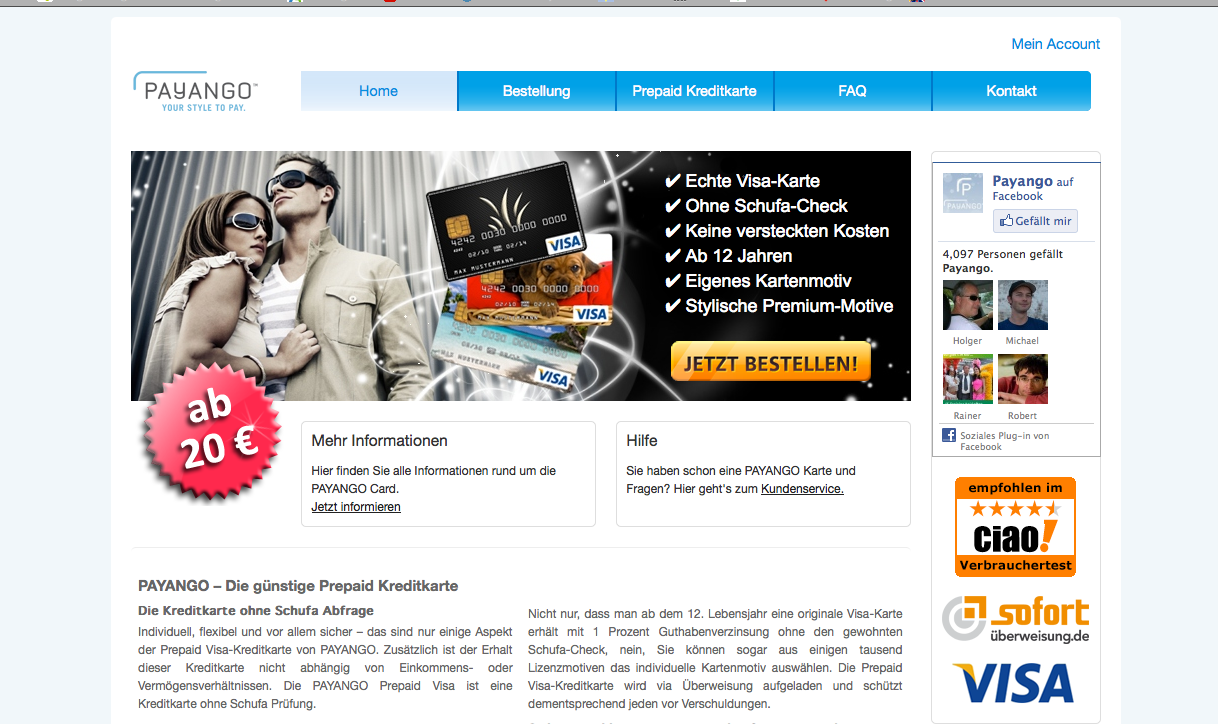 Mein Account
PAYANGO™
YOUR STYLE TO PAY.
Home
Bestellung
Prepaid Kreditkarte
FAQ
Kontakt
✔ Echte Visa-Karte
✔ Ohne Schufa-Check
✔ Keine versteckten Kosten
✔ Ab 12 Jahren
✔ Eigenes Kartenmotiv
✔ Stylische Premium-Motive
JETZT BESTELLEN!
4242 0030 0000 0000
02/10 02/14
MAX MUSTERMANN
VISA
4242 0030 0000 0000
VISA
VISA
ab
20 €
Mehr Informationen
Hier finden Sie alle Informationen rund um die
PAYANGO Card.
Jetzt informieren
Hilfe
Sie haben schon eine PAYANGO Karte und
Fragen? Hier geht's zum Kundenservice.
Payango auf
Facebook
PAYANGO
Gefällt mir
4,097 Personen gefällt
Payango.
Holger
Michael
Rainer
Robert
Soziales Plug-in von
Facebook
empfohlen im
ciao!
Verbrauchertest
sofort
überweisung.de
VISA
PAYANGO – Die günstige Prepaid Kreditkarte
Die Kreditkarte ohne Schufa Abfrage
Individuell, flexibel und vor allem sicher – das sind nur einige Aspekt
der Prepaid Visa-Kreditkarte von PAYANGO. Zusätzlich ist der Erhalt
dieser Kreditkarte nicht abhängig von Einkommens- oder
Vermögensverhältnissen. Die PAYANGO Prepaid Visa ist eine
Kreditkarte ohne Schufa Prüfung.
Nicht nur, dass man ab dem 12. Lebensjahr eine originale Visa-Karte
erhält mit 1 Prozent Guthabenverzinsung ohne den gewohnten
Schufa-Check, nein, Sie können sogar aus einigen tausend
Lizenzmotiven das individuelle Kartenmotiv auswählen. Die Prepaid
Visa-Kreditkarte wird via Überweisung aufgeladen und schützt
dementsprechend jeden vor Verschuldungen.